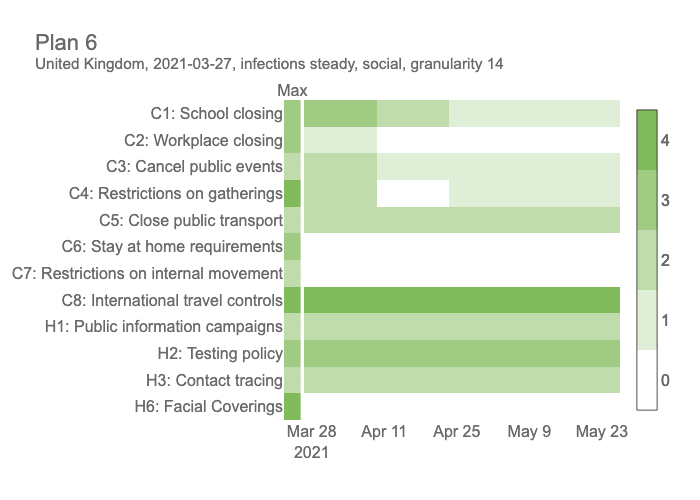 Plan 6
United Kingdom, 2021-03-27, infections steady, social, granularity 14
Max
C1: School closing
C2: Workplace closing
C3: Cancel public events
C4: Restrictions on gatherings
C5: Close public transport
C6: Stay at home requirements
C7: Restrictions on internal movement
C8: International travel controls
H1: Public information campaigns
H2: Testing policy
H3: Contact tracing
H6: Facial Coverings
4
3
2
1
0
Mar 28 Apr 11 Apr 25 May 9 May 23
2021